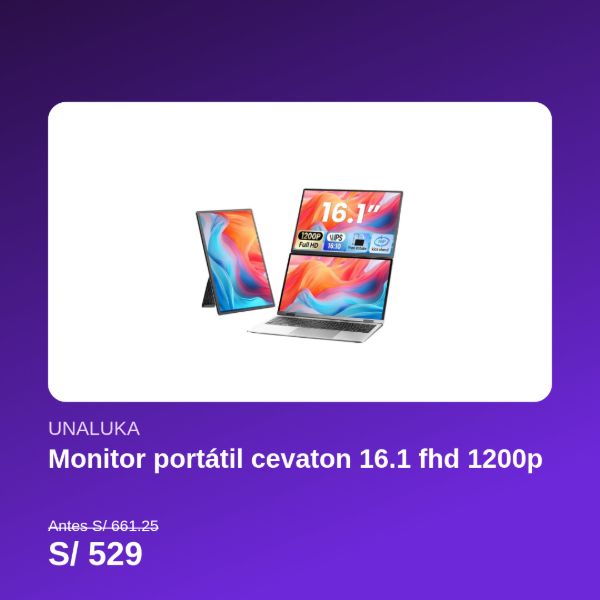 16.1"
1200P
IPS
Full HD
16:10
UNALUKA
Monitor portátil cevaton 16.1 fhd 1200p
Antes S/ 661.25
S/ 529